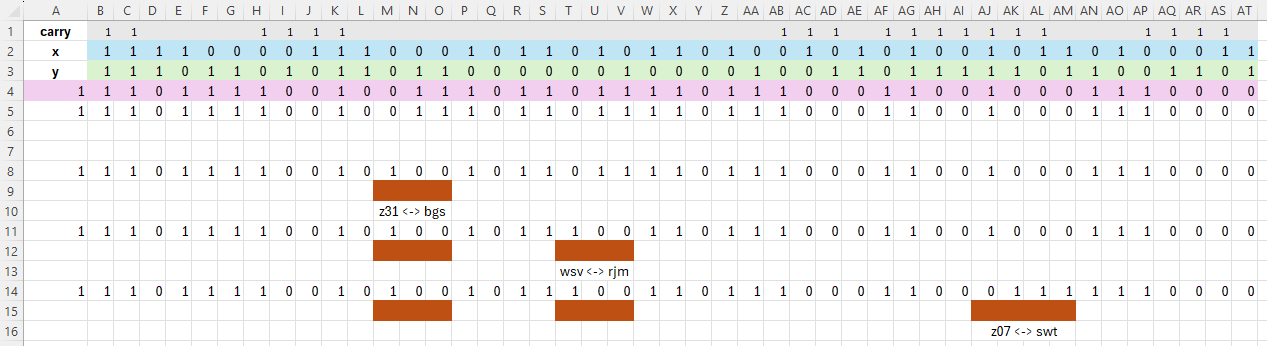 A B C D E F G H I J K L M N O P Q R S T U V W X Y Z AA AB AC AD AE AF AG AH AI AJ AK AL AM AN AO AP AQ AR AS AT
1 carry 1 1 1 1 1 1 1 1 1 1 1 1 1 1 1 1 1 1 1 1
2 x 1 1 1 1 0 0 0 0 1 1 1 0 0 0 1 0 1 1 0 1 0 1 1 0 1 0 0 1 0 1 0 1 0 0 1 0 1 1 0 1 0 0 0 1 1
3 y 1 1 1 0 1 1 0 1 0 1 1 0 1 1 0 0 0 0 0 0 1 0 0 0 0 1 0 0 1 1 0 1 1 1 1 1 0 1 1 0 0 1 1 0 1
4 1 1 1 0 1 1 1 1 0 0 1 0 0 1 1 1 0 1 1 0 1 1 1 1 0 1 1 1 0 0 0 1 1 0 0 1 0 0 0 1 1 1 0 0 0 0
5 1 1 1 0 1 1 1 1 0 0 1 0 0 1 1 1 0 1 1 0 1 1 1 1 0 1 1 1 0 0 0 1 1 0 0 1 0 0 0 1 1 1 0 0 0 0
6
7
8 1 1 1 0 1 1 1 1 0 0 1 0 1 0 0 1 0 1 1 0 1 1 1 1 0 1 1 1 0 0 0 1 1 0 0 1 0 0 0 1 1 1 0 0 0 0
9
10 z31 <-> bgs
11 1 1 1 0 1 1 1 1 0 0 1 0 1 0 0 1 0 1 1 1 0 0 1 1 0 1 1 1 0 0 0 1 1 0 0 1 0 0 0 1 1 1 0 0 0 0
12
13 wsv <-> rjm
14 1 1 1 0 1 1 1 1 0 0 1 0 1 0 0 1 0 1 1 1 0 0 1 1 0 1 1 1 0 0 0 1 1 0 0 0 1 1 1 1 1 1 0 0 0 0
15
16 z07 <-> swt